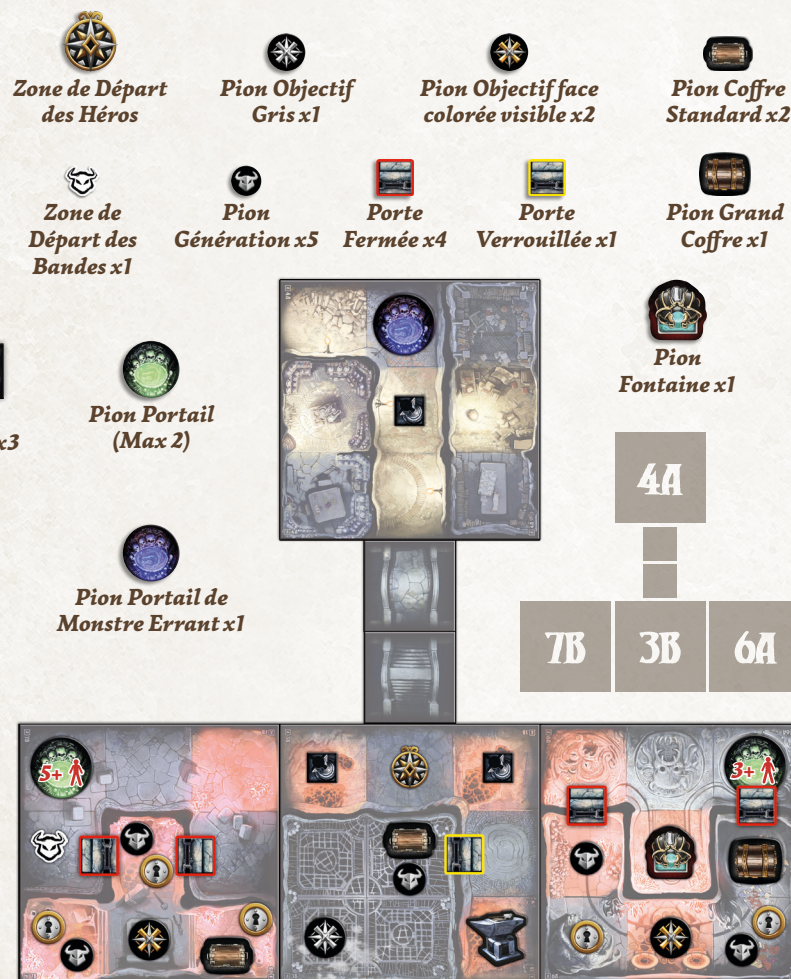 Zone de Départ
des Héros
Pion Objectif
Gris x1
Pion Objectif face
colorée visible x2
Pion Coffre
Standard x2
Zone de
Départ des
Bandes x1
Pion
Génération x5
Porte
Fermée x4
Porte
Verrouillée x1
Pion Grand
Coffre x1
x3
Pion Portail
(Max 2)
Pion
Fontaine x1
4A
Pion Portail de
Monstre Errant x1
7B
3B
6A
5+
3+